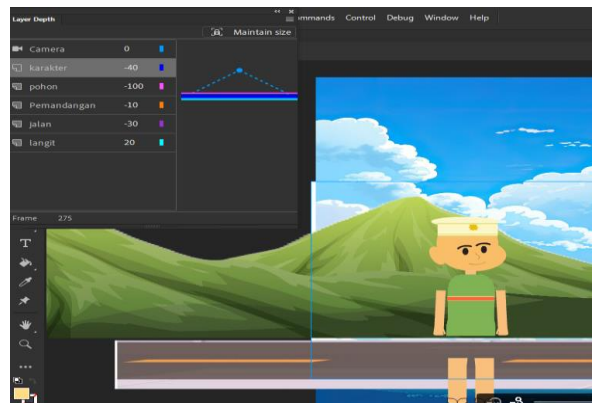 Layer Depth
mmands Control Debug Window Help
Maintain size
Camera 0
karakter -40
pohon -100
Pemandangan -10
jalan -30
langit 20
Frame 275
T